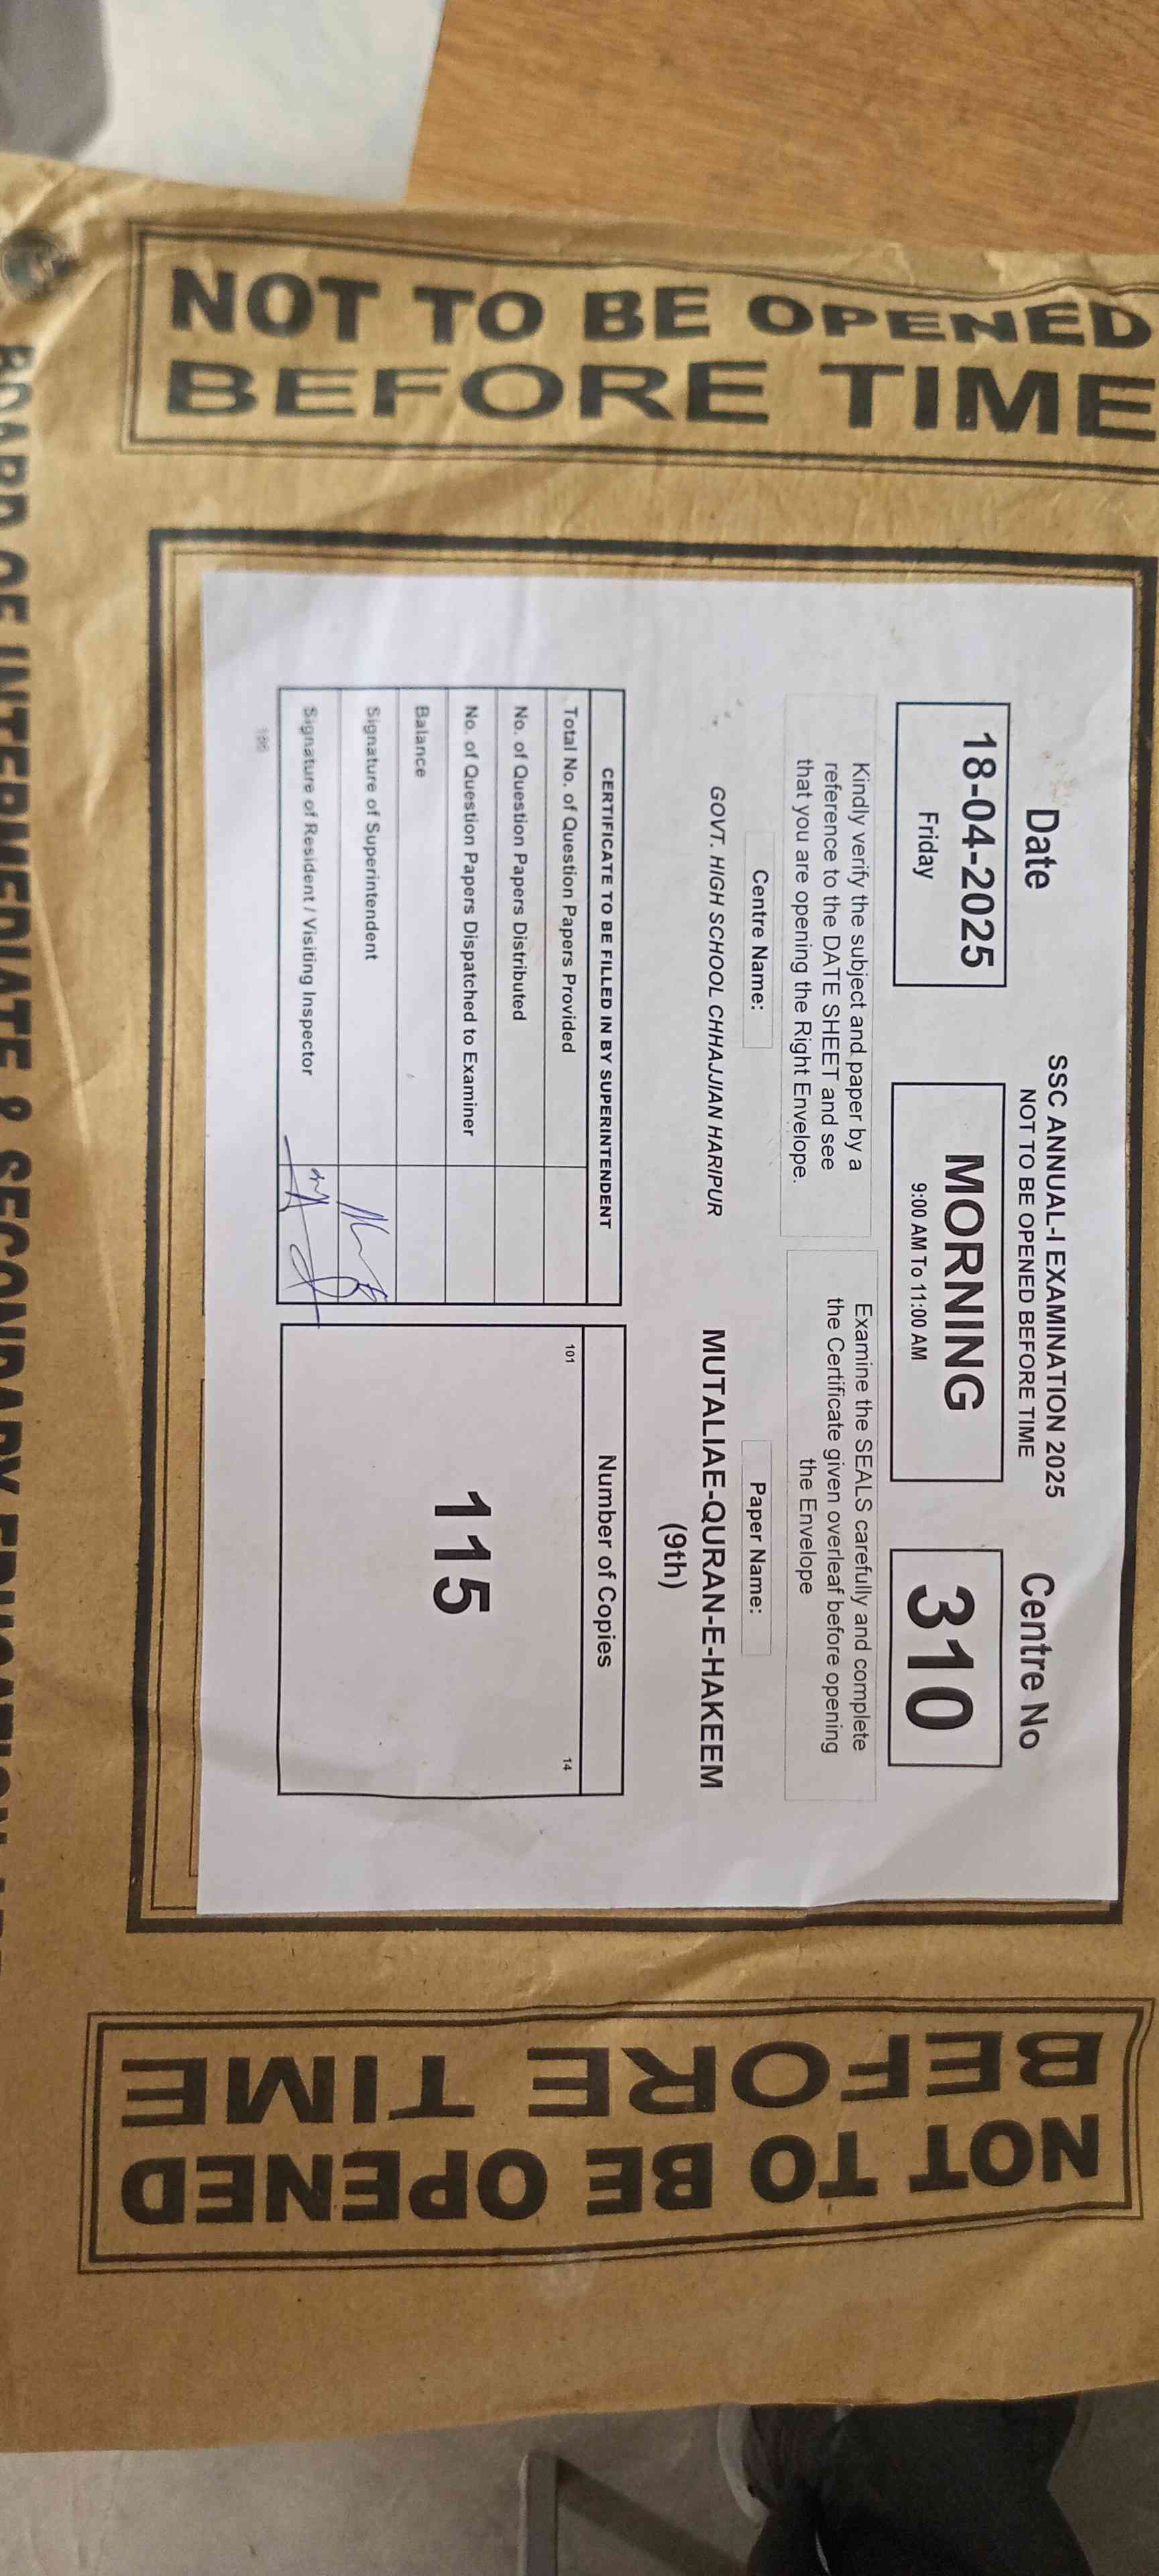 NOT TO BE OPENED
BEFORE TIME
SSC ANNUAL-I EXAMINATION 2025
NOT TO BE OPENED BEFORE TIME
Date
Centre No
18-04-2025
Friday
MORNING
9:00 AM To 11:00 AM
310
Kindly verify the subject and paper by a
reference to the DATE SHEET and see
that you are opening the Right Envelope.
Examine the SEALS carefully and complete
the Certificate given overleaf before opening
the Envelope
Centre Name:
Paper Name:
GOVT. HIGH SCHOOL CHHAJJIAN HARIPUR
MUTALIAE-QURAN-E-HAKEEM
(9th)
CERTIFICATE TO BE FILLED IN BY SUPERINTENDENT
Total No. of Question Papers Provided
No. of Question Papers Distributed
No. of Question Papers Dispatched to Examiner
Balance
Signature of Superintendent
Signature of Resident / Visiting Inspector
Number of Copies
101
14
115
BOARD OF INTERMEDIATE & SECONDARY EDUCATION
NOT TO BE OPENED
BEFORE TIME